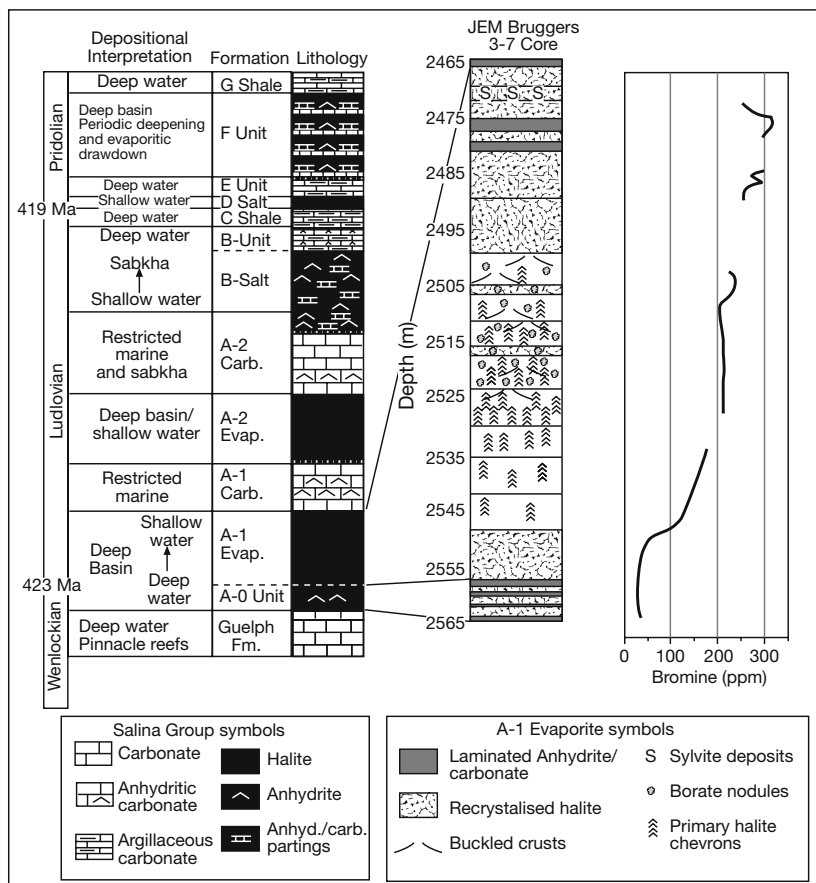 Depositional
Interpretation
Formation
Lithology
JEM Bruggers
3-7 Core
Pridolian
Ludlovian
Wenlockian
419 Ma
423 Ma
Deep water
G Shale
Deep basin
Periodic deepening
and evaporitic
drawdown
F Unit
Deep water
E Unit
Shallow water
D Salt
Deep water
C Shale
Deep water
B-Unit
Sabkha
Shallow water
B-Salt
Restricted
marine
and sabkha
A-2
Carb.
Deep basin/
shallow water
A-2
Evap.
Restricted
marine
A-1
Carb.
Shallow
water
Deep
Basin
Deep
water
A-1
Evap.
A-0 Unit
Deep water
Pinnacle reefs
Guelph
Fm.
Depth (m)
2465
2475
2485
2495
2505
2515
2525
2535
2545
2555
2565
S S S
0 100 200 300
Bromine (ppm)
Salina Group symbols
Carbonate
Anhydritic
carbonate
Argillaceous
carbonate
Halite
Anhydrite
Anhyd./carb.
partings
A-1 Evaporite symbols
Laminated Anhydrite/
carbonate
Recrystalised halite
Buckled crusts
S Sylvite deposits
Borate nodules
Primary halite
chevrons